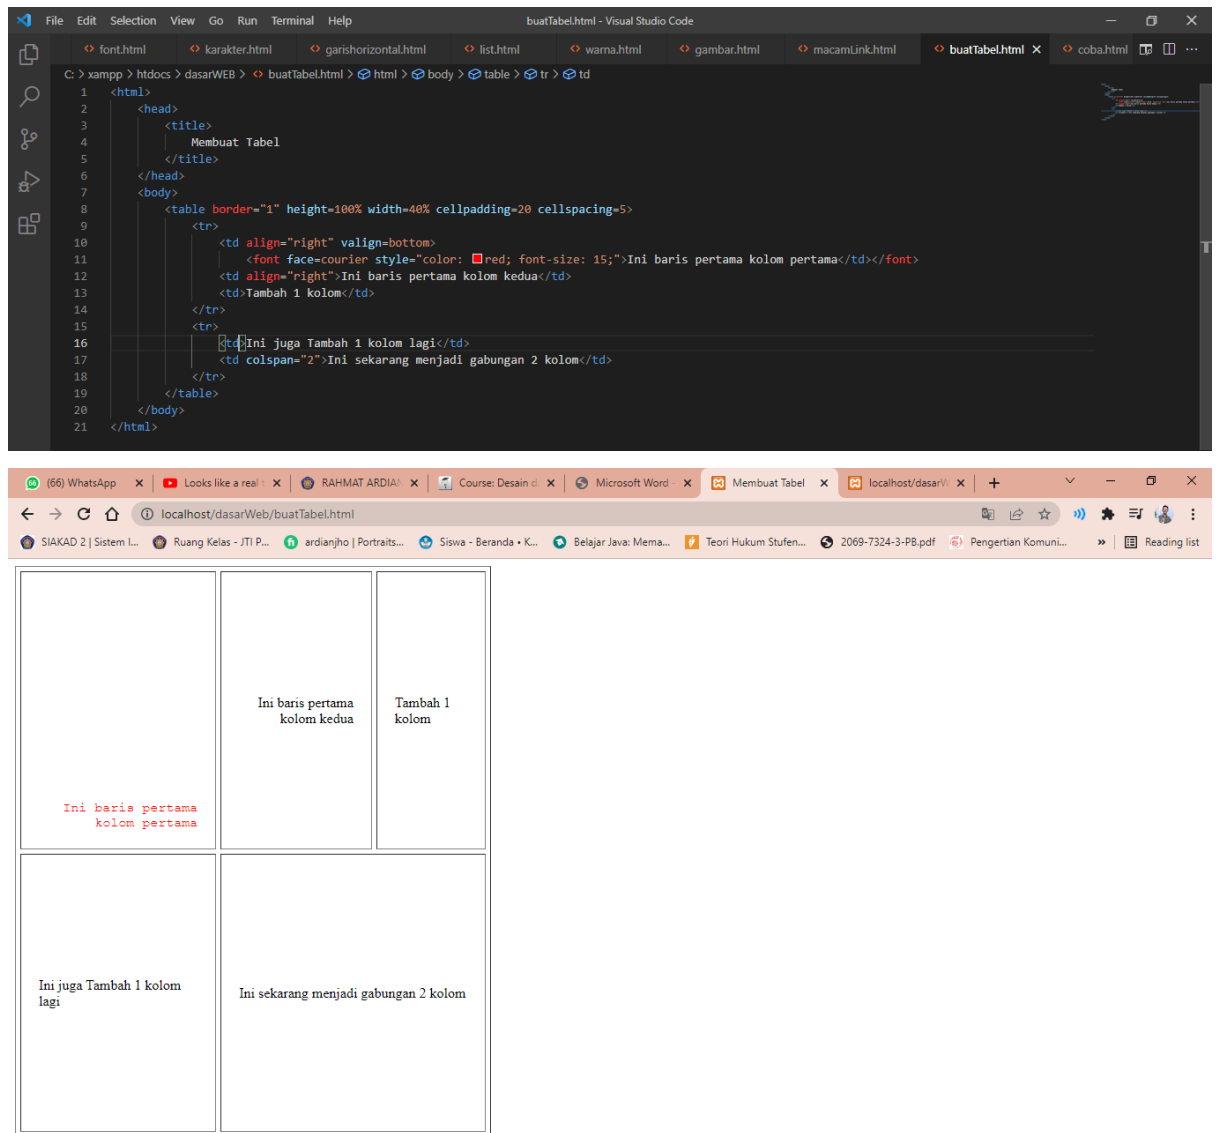 File Edit Selection View Go Run Terminal Help buatTabel.html - Visual Studio Code
font.html karakter.html garishorizontal.html list.html warna.html gambar.html macamLink.html buatTabel.html coba.html
C: > xampp > htdocs > dasarWEB > buatTabel.html > html > body > table > tr > td
1 <html>
2 <head>
3 <title>
4 Membuat Tabel
5 </title>
6 </head>
7 <body>
8 <table border="1" height=100% width=40% cellpadding=20 cellspacing=5>
9 <tr>
10 <td align="right" valign=bottom>
11 <font face=courier style="color: red; font-size: 15;">Ini baris pertama kolom pertama</td></font>
12 <td align="right">Ini baris pertama kolom kedua</td>
13 <td>Tambah 1 kolom</td>
14 </tr>
15 <tr>
16 <td>Ini juga Tambah 1 kolom lagi</td>
17 <td colspan="2">Ini sekarang menjadi gabungan 2 kolom</td>
18 </tr>
19 </table>
20 </body>
21 </html>
(66) WhatsApp Looks like a real RAHMAT ARDIAN Course: Desain d Microsoft Word - Membuat Tabel localhost/dasarW
localhost/dasarWeb/buatTabel.html
SIAKAD 2 | Sistem I... Ruang Kelas - JTI P... ardianjho | Portraits... Siswa - Beranda • K... Belajar Java: Mema... Teori Hukum Stufen... 2069-7324-3-PB.pdf Pengertian Komuni... » Reading list
Ini baris pertama
kolom kedua
Tambah 1
kolom
Ini baris pertama
kolom pertama
Ini juga Tambah 1 kolom
lagi
Ini sekarang menjadi gabungan 2 kolom